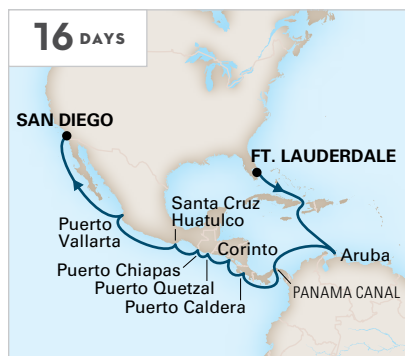 16 DAYS
SAN DIEGO
FT. LAUDERDALE
Santa Cruz
Huatulco
Puerto
Vallarta
Corinto
Aruba
Puerto Chiapas
Puerto Quetzal
Puerto Caldera
PANAMA CANAL